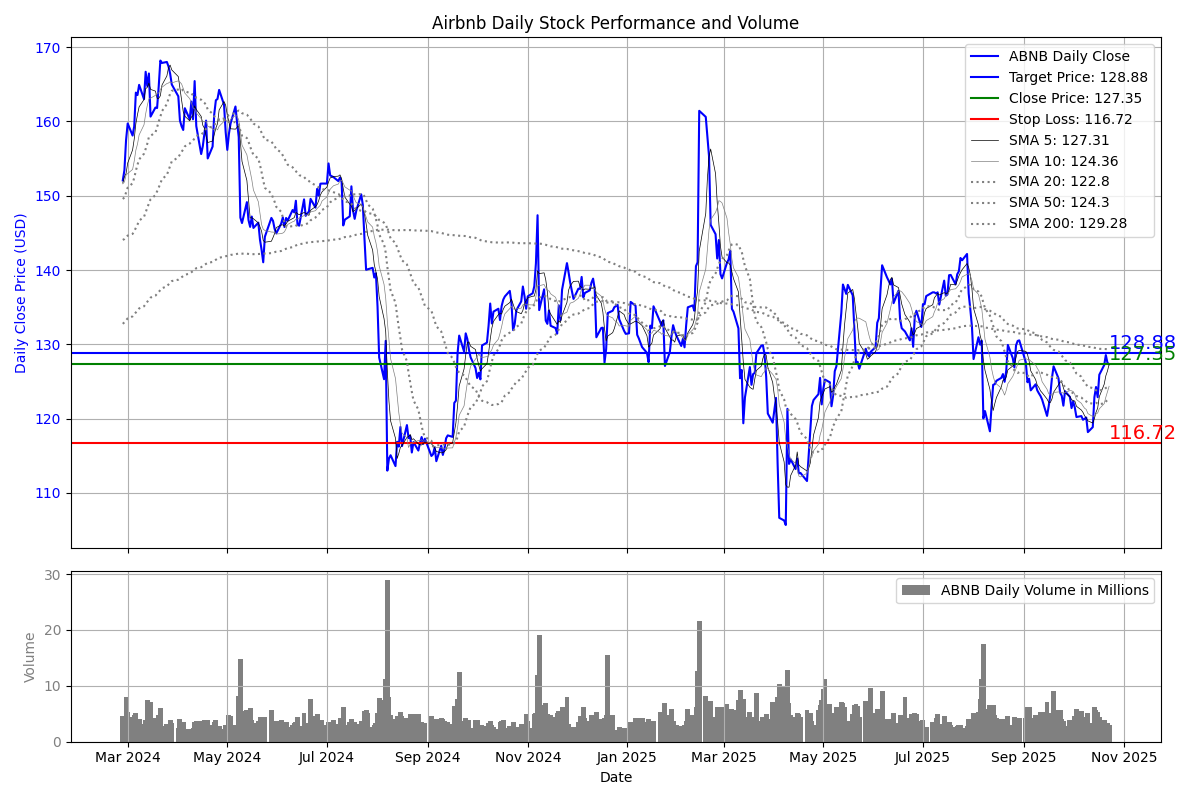 Airbnb Daily Stock Performance and Volume
Daily Close Price (USD)
170
160
150
140
130
120
110
ABNB Daily Close
Target Price: 128.88
Close Price: 127.35
Stop Loss: 116.72
SMA 5: 127.31
SMA 10: 124.36
SMA 20: 122.8
SMA 50: 124.3
SMA 200: 129.28
128.88
127.35
116.72
Volume
30
20
10
0
ABNB Daily Volume in Millions
Mar 2024
May 2024
Jul 2024
Sep 2024
Nov 2024
Jan 2025
Mar 2025
May 2025
Jul 2025
Sep 2025
Nov 2025
Date